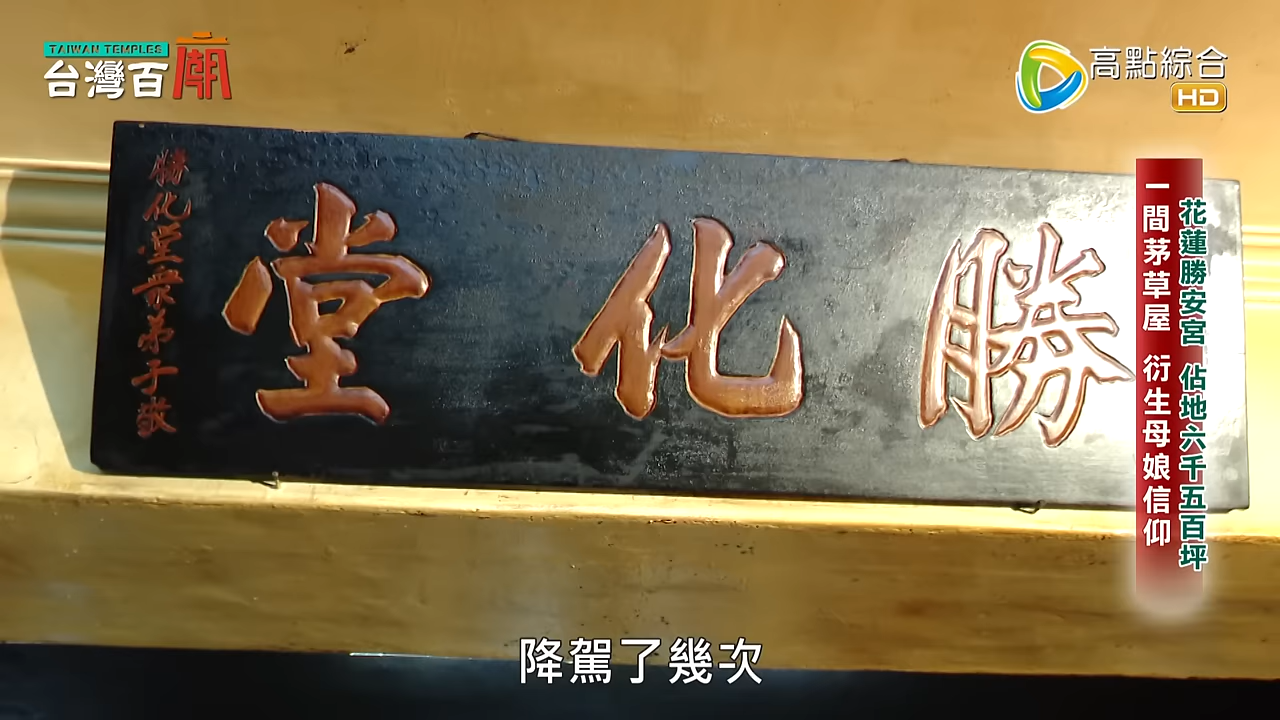 TAIWAN TEMPLES
台灣百廟
高點綜合
HD
花蓮勝安宮 佔地六千五百坪
一間茅草屋 衍生母娘信仰
勝化堂
勝化堂眾弟子敬
降駕了幾次